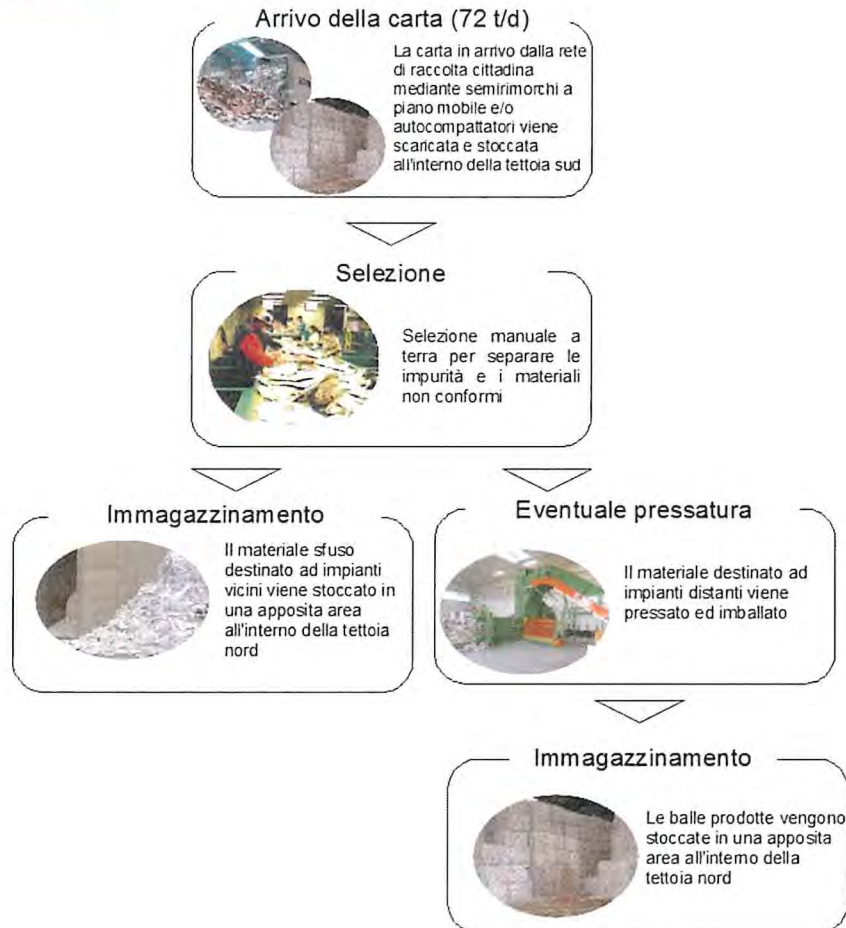 Arrivo della carta (72 t/d)
La carta in arrivo dalla rete
di raccolta cittadina
mediante semirimorchi a
piano mobile e/o
autocompattatori viene
scaricata e stoccata
all'interno della tettoia sud
Selezione
Selezione manuale a
terra per separare le
impurità e i materiali
non conformi
Immagazzinamento
Il materiale sfuso
destinato ad impianti
vicini viene stoccato in
una apposita area
all'interno della tettoia
nord
Eventuale pressatura
Il materiale destinato ad
impianti distanti viene
pressato ed imballato
Immagazzinamento
Le balle prodotte vengono
stoccate in una apposita
area all'interno della
tettoia nord